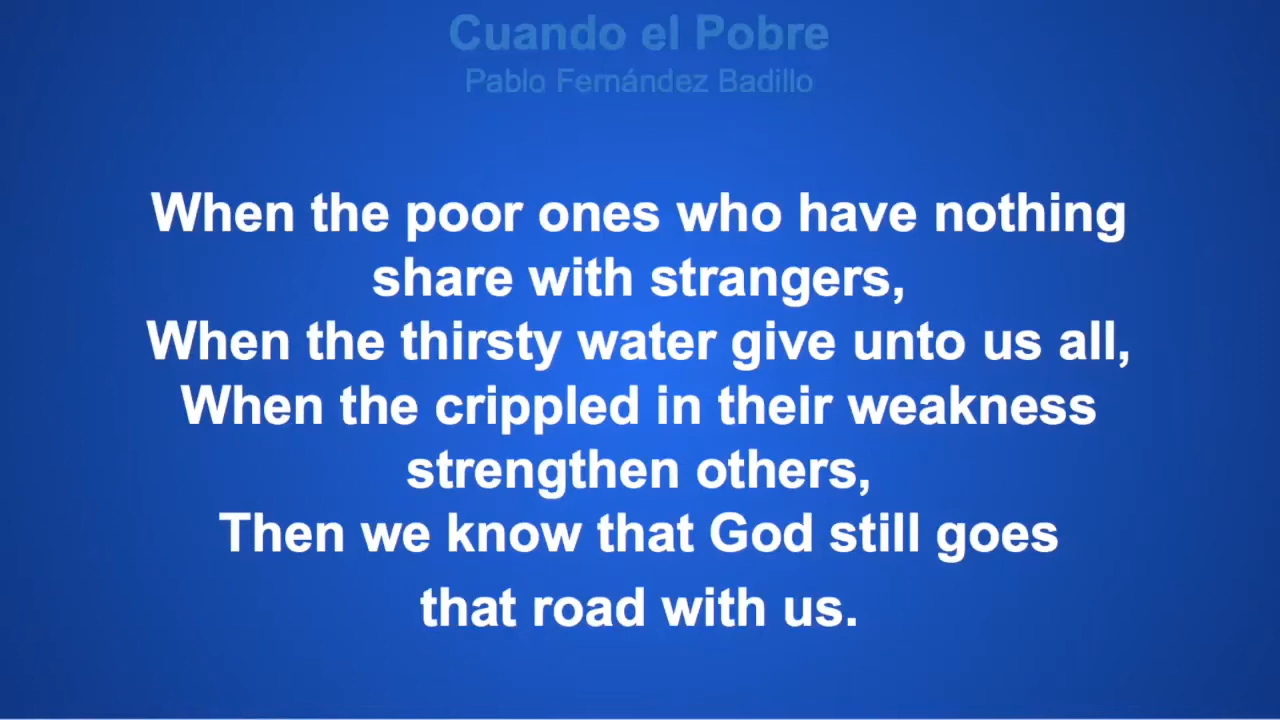 Cuando el Pobre
Pablo Fernández Badillo
When the poor ones who have nothing
share with strangers,
When the thirsty water give unto us all,
When the crippled in their weakness
strengthen others,
Then we know that God still goes
that road with us.